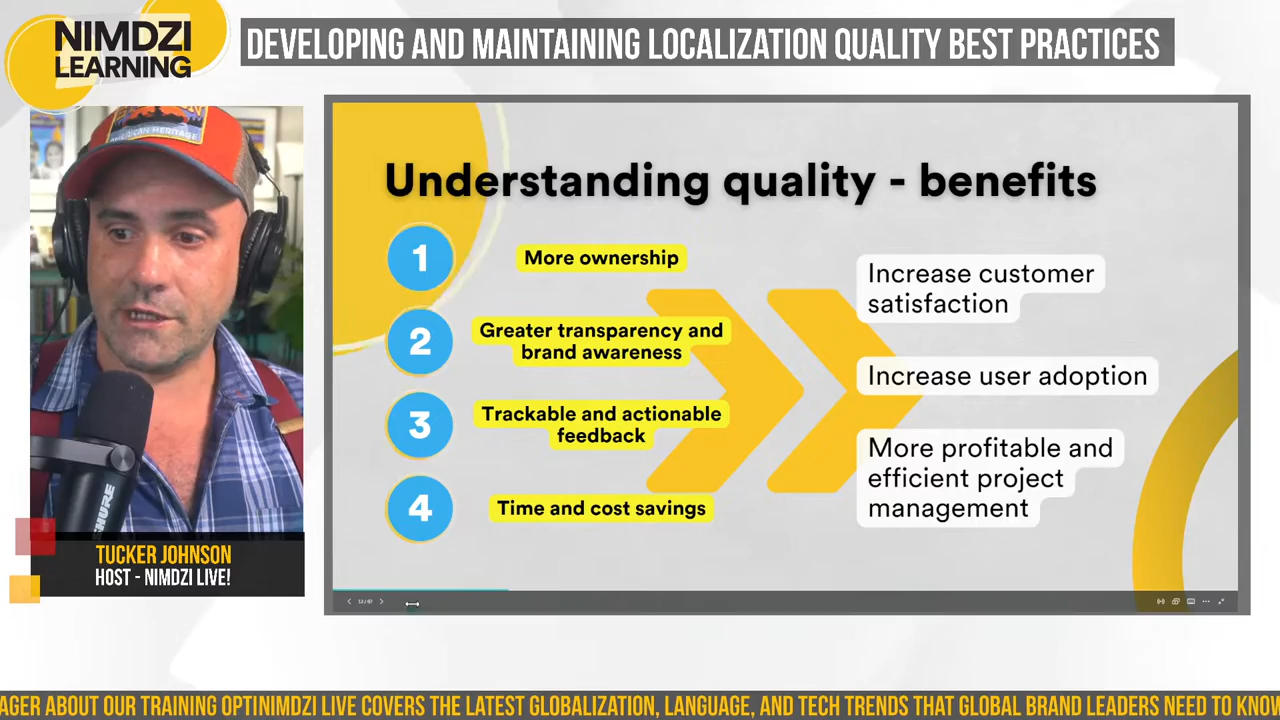 NIMDZI
LEARNING
DEVELOPING AND MAINTAINING LOCALIZATION QUALITY BEST PRACTICES
AMERICAN HERITAGE
SHURE
TUCKER JOHNSON
HOST - NIMDZI LIVE!
Understanding quality - benefits
1
More ownership
2
Greater transparency and
brand awareness
3
Trackable and actionable
feedback
4
Time and cost savings
Increase customer
satisfaction
Increase user adoption
More profitable and
efficient project
management
AGER ABOUT OUR TRAINING OPTINIMDZI LIVE COVERS THE LATEST GLOBALIZATION, LANGUAGE, AND TECH TRENDS THAT GLOBAL BRAND LEADERS NEED TO KNOW